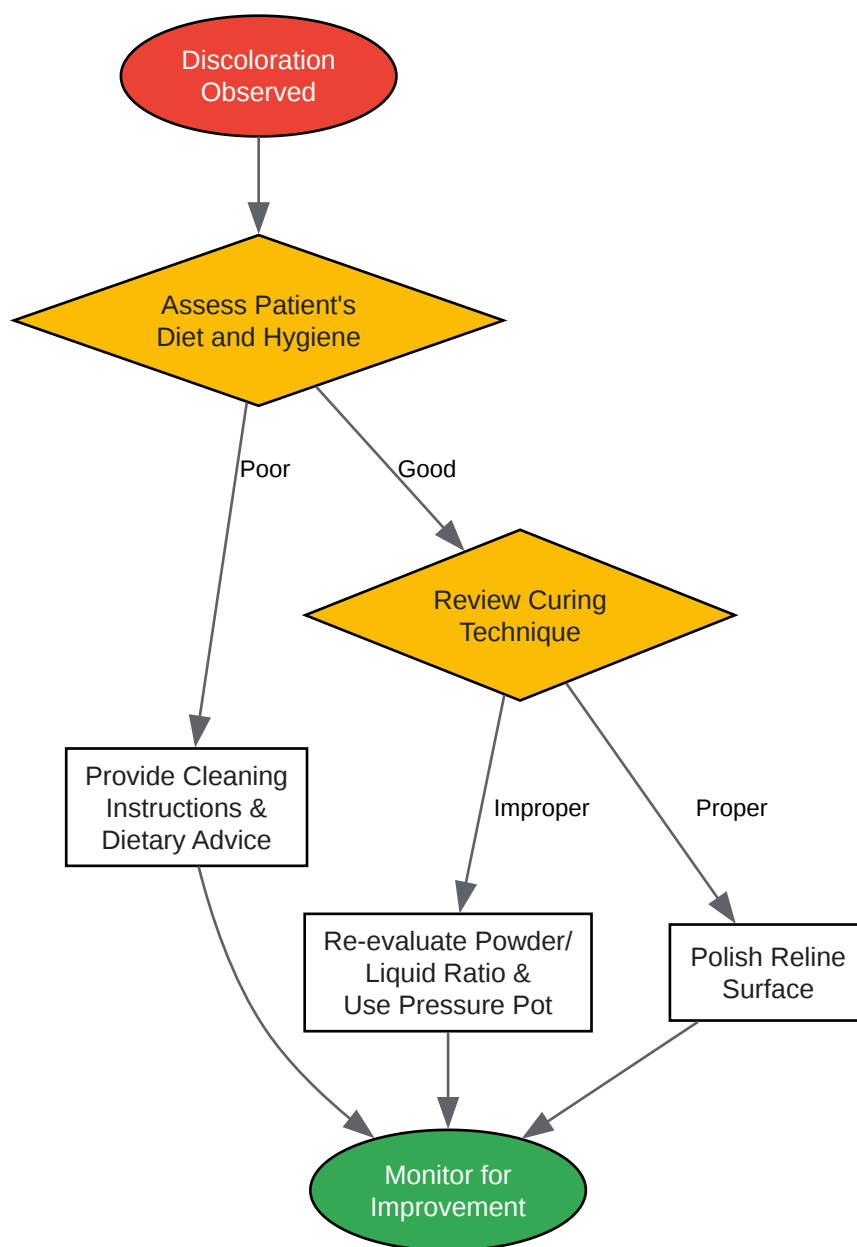 Discoloration
Observed
Assess Patient's
Diet and Hygiene
Poor
Good
Review Curing
Technique
Provide Cleaning
Instructions &
Dietary Advice
Improper
Proper
Re-evaluate Powder/
Liquid Ratio &
Use Pressure Pot
Polish Reline
Surface
Monitor for
Improvement